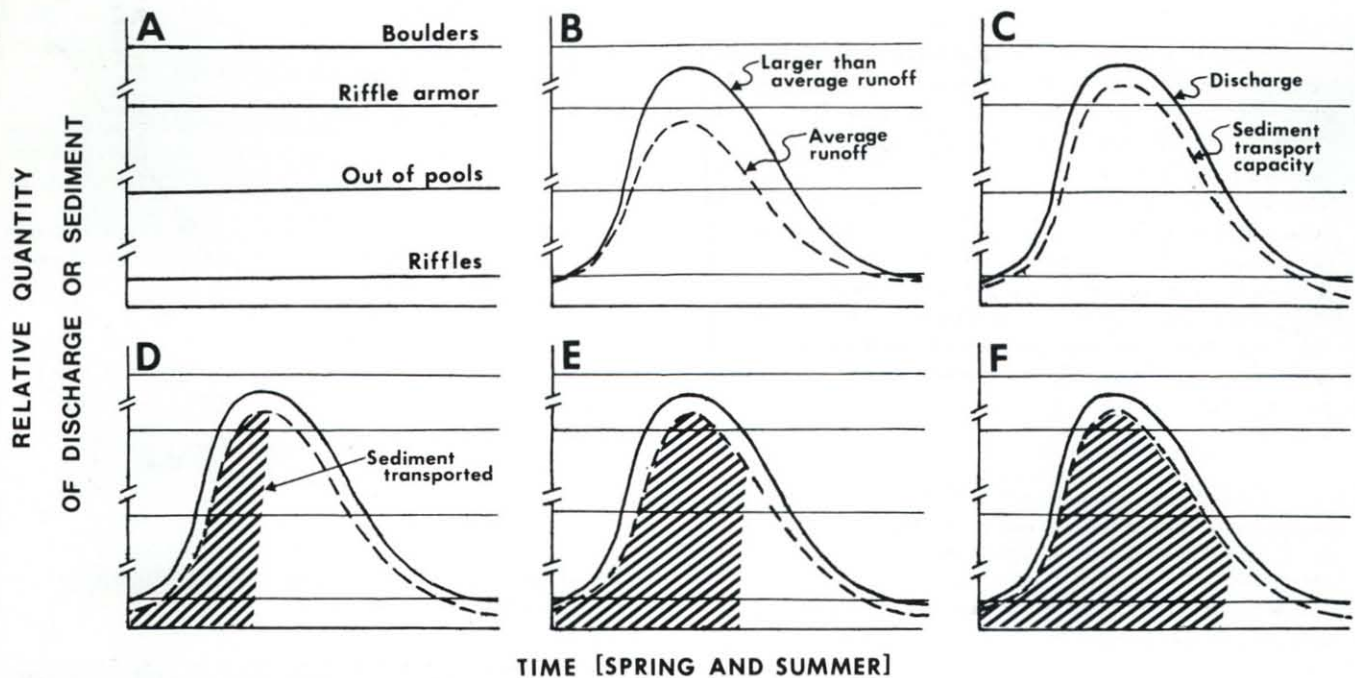 RELATIVE QUANTITY
OF DISCHARGE OR SEDIMENT
A
Boulders
Riffle armor
Out of pools
Riffles
B
Larger than
average runoff
Average
runoff
C
Discharge
Sediment
transport
capacity
D
Sediment
transported
E
F
TIME [SPRING AND SUMMER]